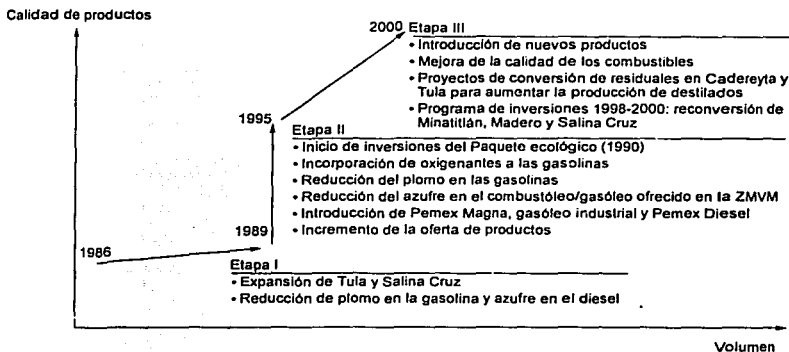 Calidad de productos
2000 Etapa III
• Introducción de nuevos productos
• Mejora de la calidad de los combustibles
• Proyectos de conversión de residuales en Cadereyta y
Tula para aumentar la producción de destilados
• Programa de inversiones 1998-2000: reconversión de
Minatitlán, Madero y Salina Cruz
1995
Etapa II
• Inicio de inversiones del Paquete ecológico (1990)
• Incorporación de oxigenantes a las gasolinas
• Reducción del plomo en las gasolinas
• Reducción del azufre en el combustóleo/gasóleo ofrecido en la ZMVM
• Introducción de Pemex Magna, gasóleo industrial y Pemex Diesel
• Incremento de la oferta de productos
1989
1986
Etapa I
• Expansión de Tula y Salina Cruz
• Reducción de plomo en la gasolina y azufre en el diesel
Volumen